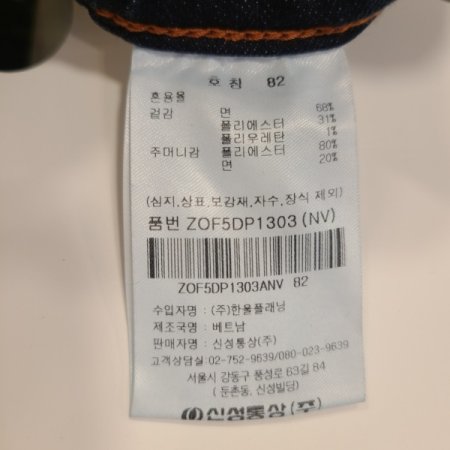 호칭 82
혼용율
겉감 면 68%
폴리에스터 31%
폴리우레탄 1%
주머니감 폴리에스터 80%
면 20%
(심지,상표,보강재,자수,장식 제외)
품번 ZOF5DP1303 (NV)
ZOF5DP1303ANV 82
수입자명 : (주)한울플래닝
제조국명 : 베트남
판매자명 : 신성통상(주)
고객상담실:02-752-9639/080-023-9639
서울시 강동구 풍성로 63길 84
( 둔촌동, 신성빌딩)
신성통상(주)